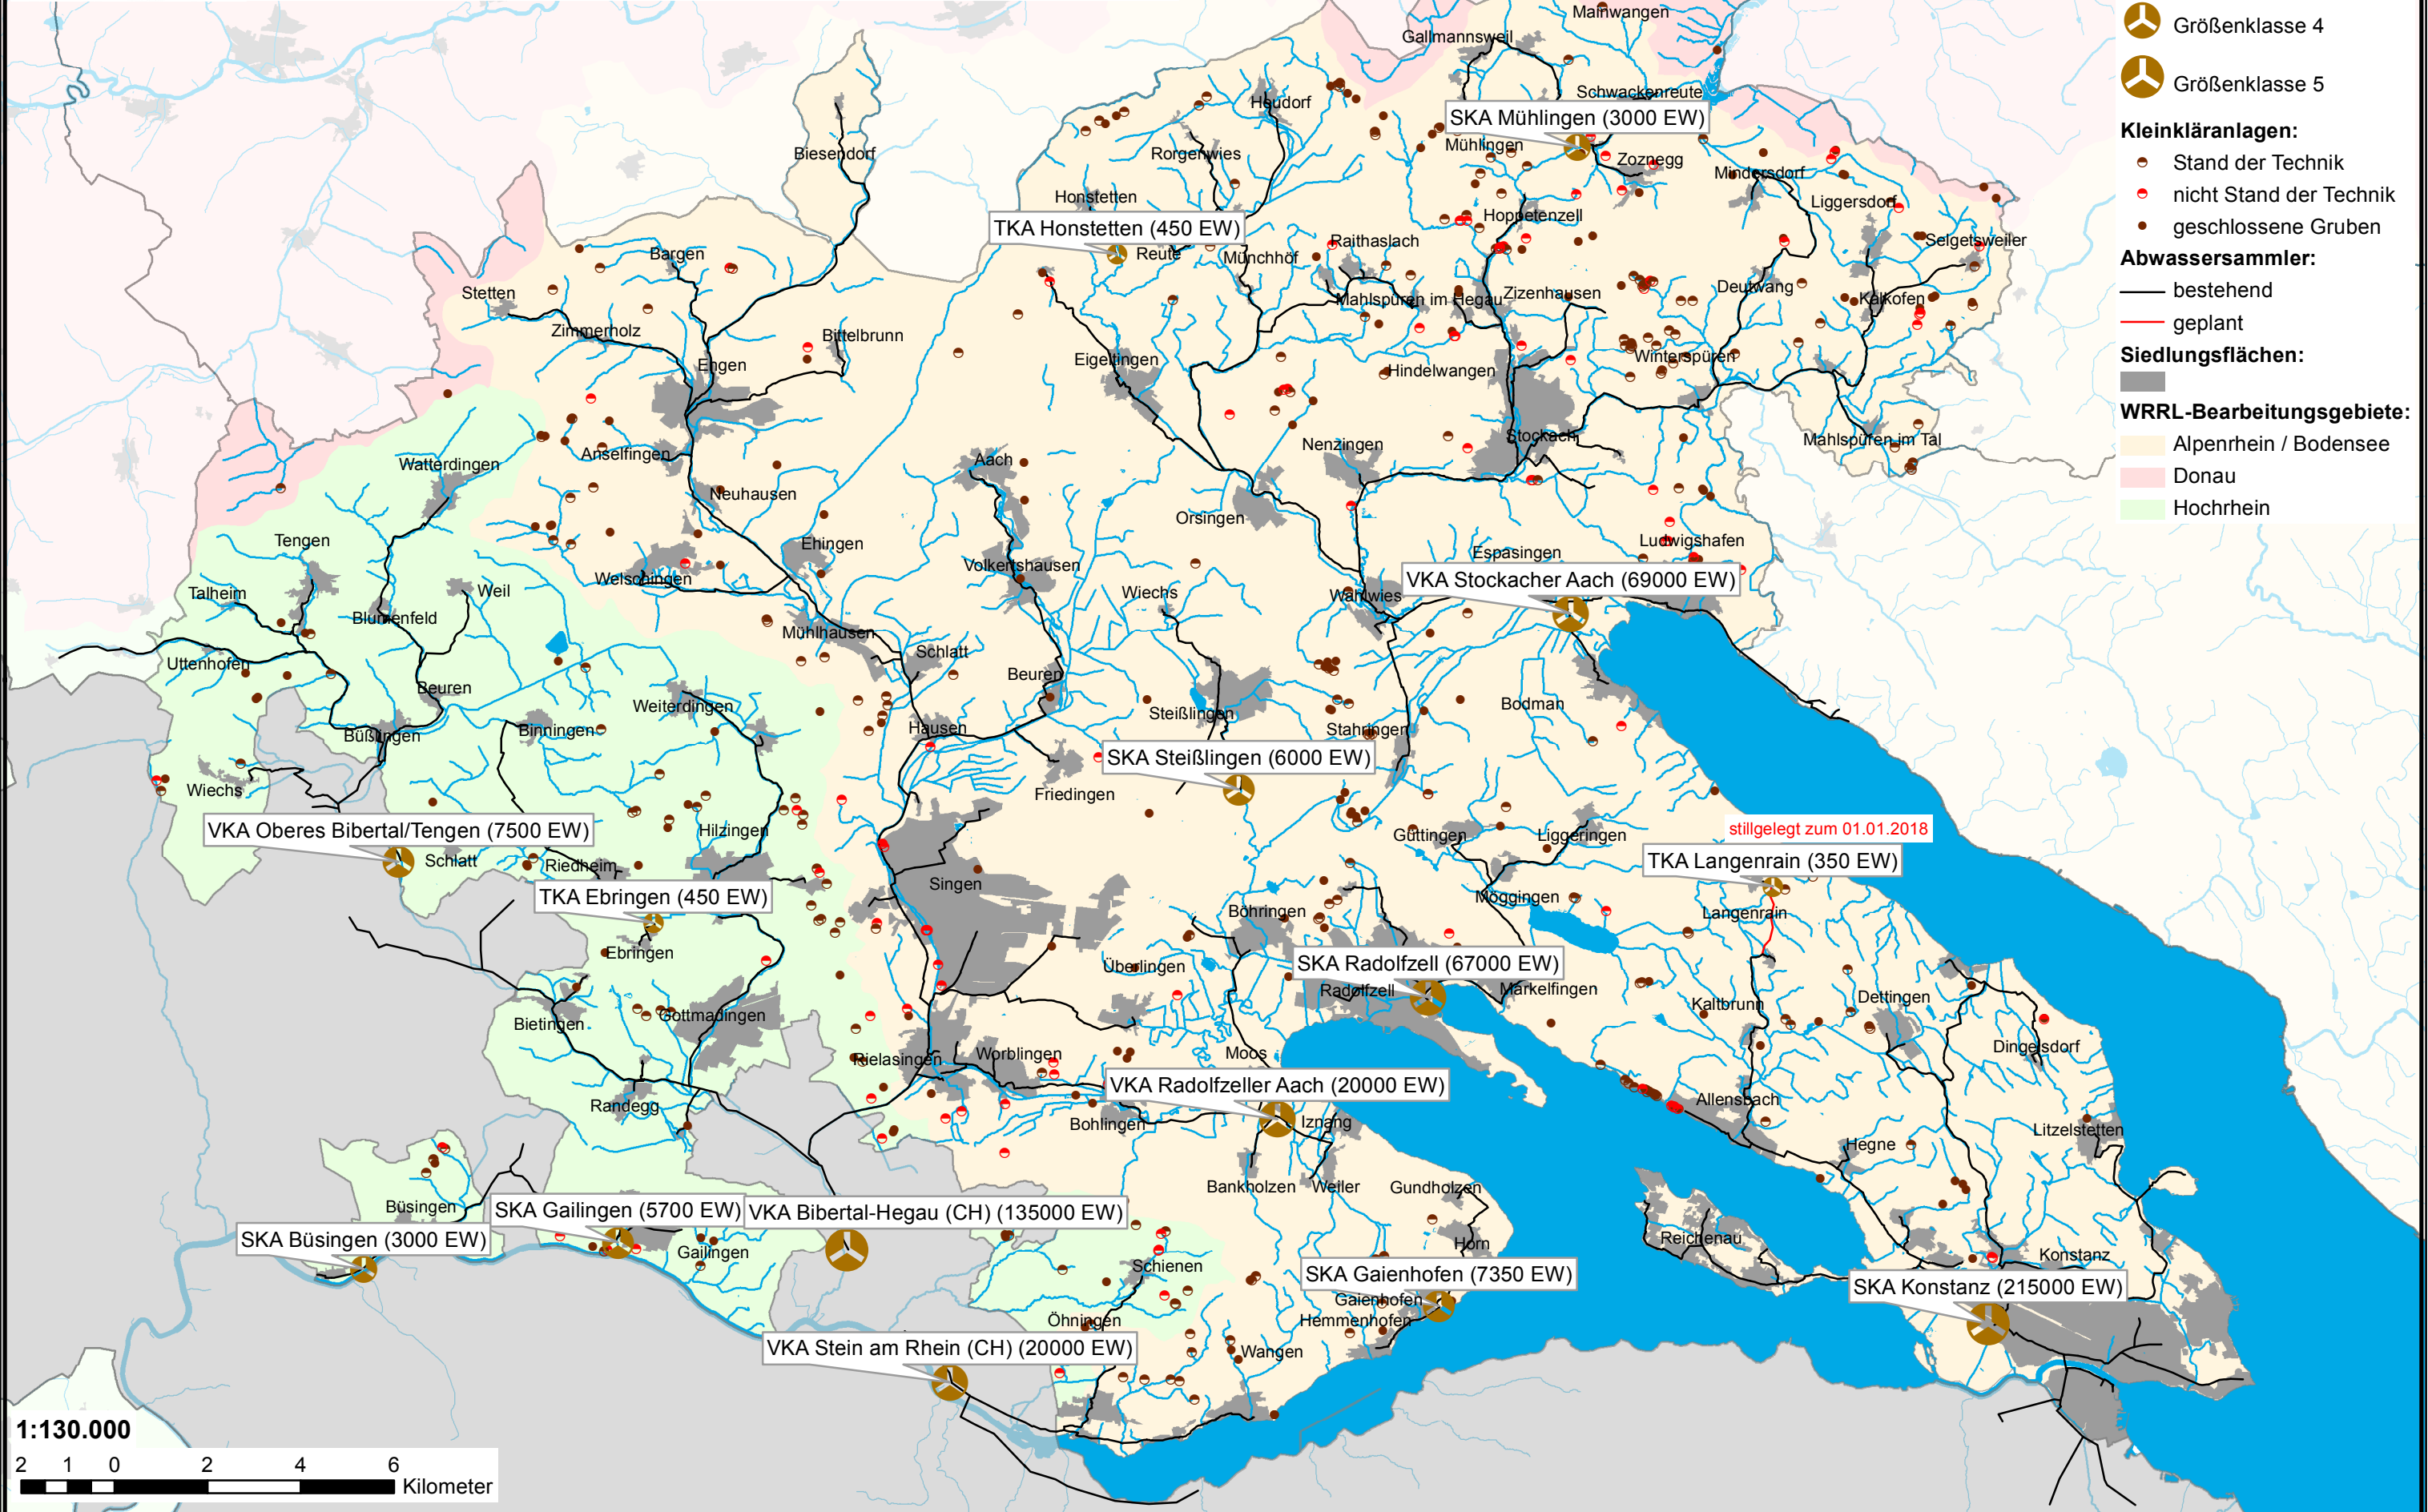 Mainwangen
Gallmannsweil
Schwackenreute
SKA Mühlingen (3000 EW)
Mühlingen
Zoznegg
Heudorf
Rorgenwies
Biesendorf
Honstetten
TKA Honstetten (450 EW)
Reute
Münchhöf
Raithaslach
Hoppetenzell
Mindersdorf
Liggersdorf
Selgetsweiler
Bargen
Stetten
Zimmerholz
Engen
Bittelbrunn
Eigeltingen
Mahlspüren im Hegau
Zizenhausen
Deutwang
Kalkofen
Hindelwangen
Winterspüren
Stockach
Mahlspüren im Tal
Nenzingen
Watterdingen
Anselfingen
Neuhausen
Aach
Orsingen
Tengen
Talheim
Blumenfeld
Weil
Welschingen
Ehingen
Volkertshausen
Wiechs
Wahlwies
Espasingen
Ludwigshafen
VKA Stockacher Aach (69000 EW)
Mühlhausen
Schlatt
Uttenhofen
Beuren
Büßlingen
Binningen
Weiterdingen
Hausen
Beuren
Steißlingen
Stahringen
Bodman
SKA Steißlingen (6000 EW)
Wiechs
Friedingen
VKA Oberes Bibertal/Tengen (7500 EW)
Schlatt
Riedheim
Hilzingen
TKA Ebringen (450 EW)
Ebringen
Singen
Güttingen
Liggeringen
stillgelegt zum 01.01.2018
TKA Langenrain (350 EW)
Langenrain
Möggingen
Böhringen
Überlingen
SKA Radolfzell (67000 EW)
Radolfzell
Markelfingen
Kaltbrunn
Dettingen
Dingelsdorf
Bietingen
Gottmadingen
Rielasingen
Worblingen
Moos
VKA Radolfzeller Aach (20000 EW)
Randegg
Bohlingen
Iznang
Allensbach
Hegne
Litzelstetten
Bankholzen
Weiler
Gundholzen
Büsingen
SKA Büsingen (3000 EW)
SKA Gailingen (5700 EW)
Gailingen
VKA Bibertal-Hegau (CH) (135000 EW)
Schienen
Horn
Reichenau
Konstanz
SKA Gaienhofen (7350 EW)
Gaienhofen
Hemmenhofen
SKA Konstanz (215000 EW)
Öhningen
VKA Stein am Rhein (CH) (20000 EW)
Wangen
Größenklasse 4
Größenklasse 5
Kleinkläranlagen:
Stand der Technik
nicht Stand der Technik
geschlossene Gruben
Abwassersammler:
bestehend
geplant
Siedlungsflächen:
WRRL-Bearbeitungsgebiete:
Alpenrhein / Bodensee
Donau
Hochrhein
1:130.000
2 1 0 2 4 6
Kilometer